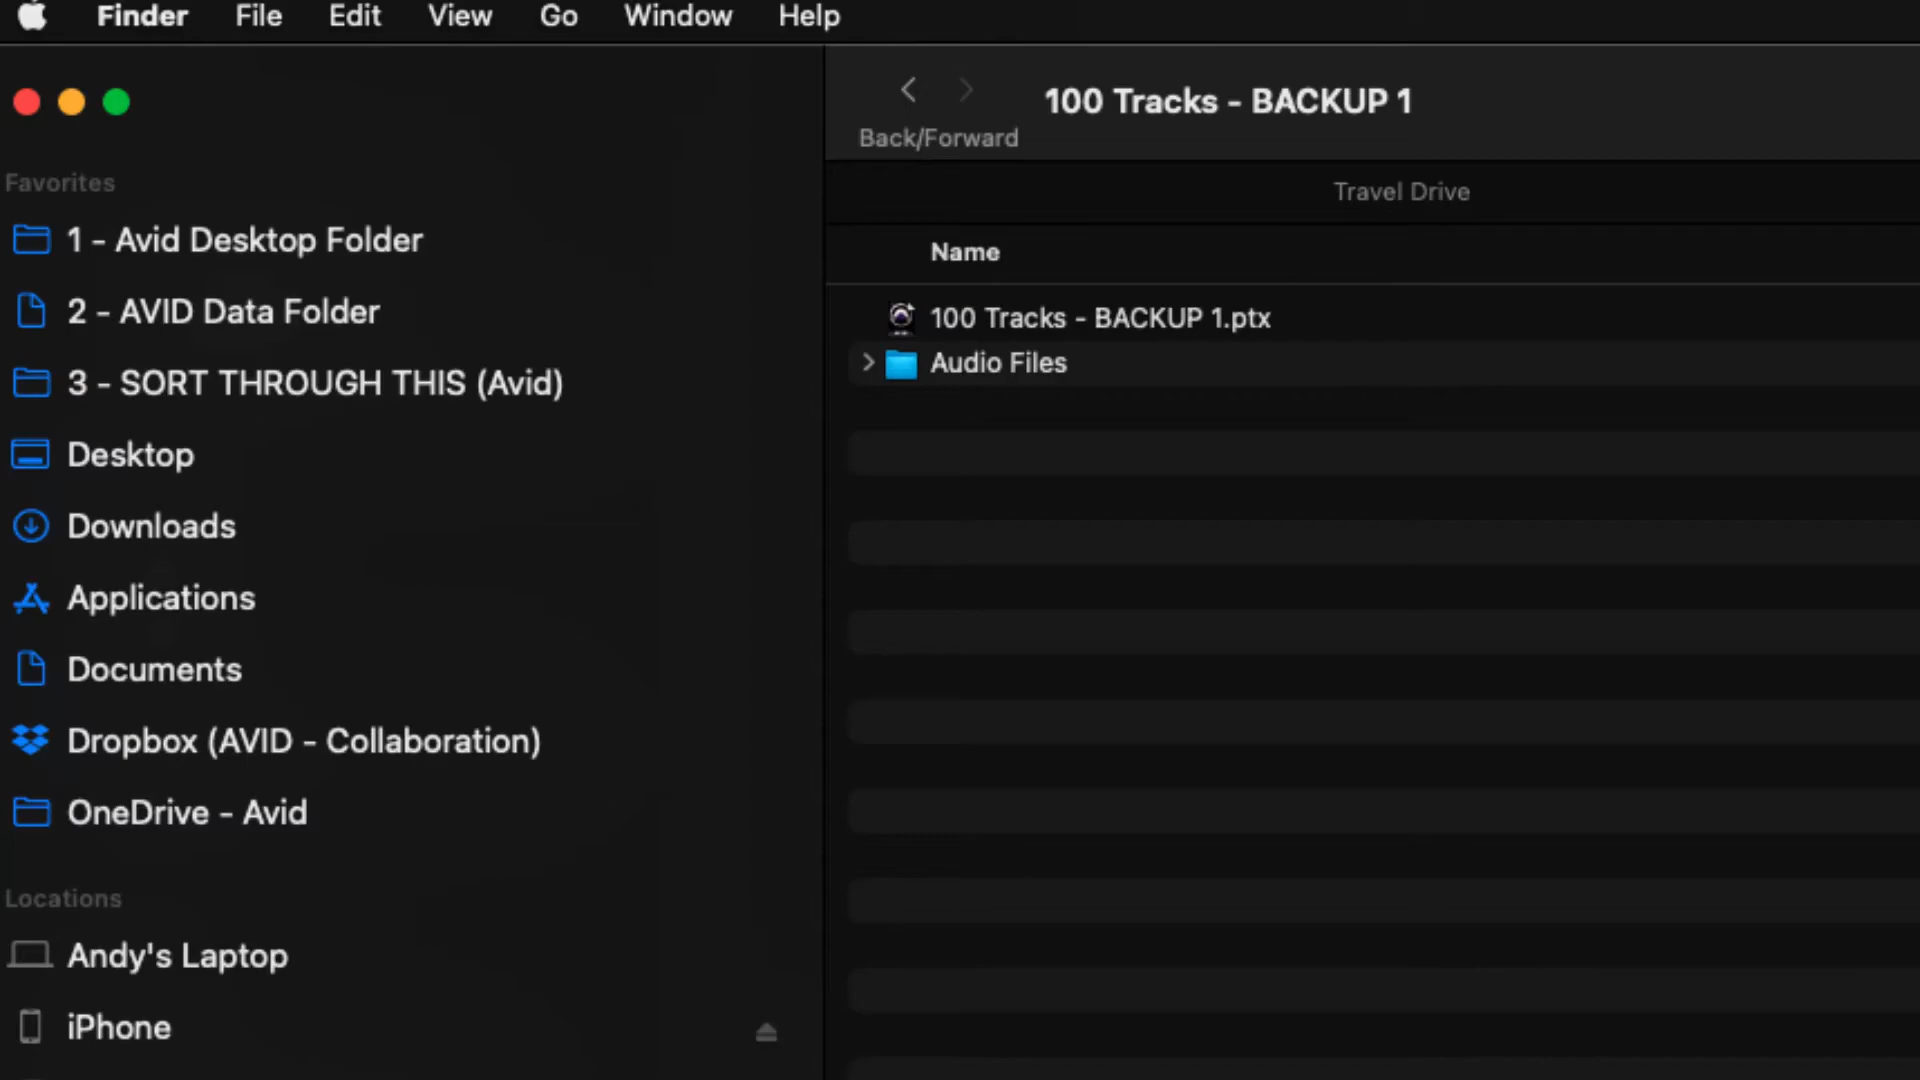 Finder File Edit View Go Window Help
100 Tracks - BACKUP 1
Back/Forward
Favorites
1 - Avid Desktop Folder
2 - AVID Data Folder
3 - SORT THROUGH THIS (Avid)
Desktop
Downloads
Applications
Documents
Dropbox (AVID - Collaboration)
OneDrive - Avid
Locations
Andy's Laptop
iPhone
Travel Drive
Name
100 Tracks - BACKUP 1.ptx
Audio Files